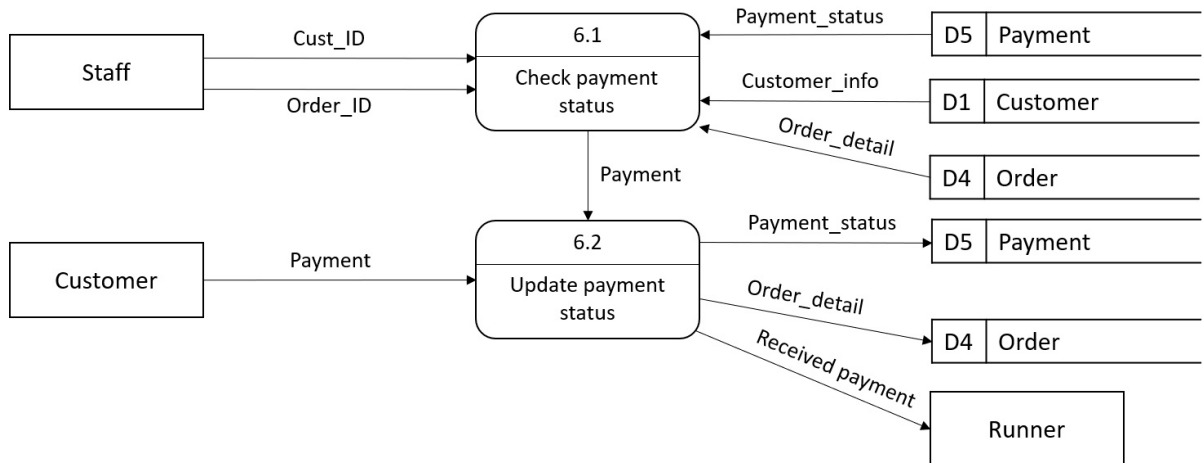 Staff
Cust_ID
Order_ID
6.1
Check payment
status
Payment_status
D5 Payment
Customer_info
D1 Customer
Order_detail
D4 Order
Payment
Customer
Payment
6.2
Update payment
status
Payment_status
D5 Payment
Order_detail
D4 Order
Received payment
Runner